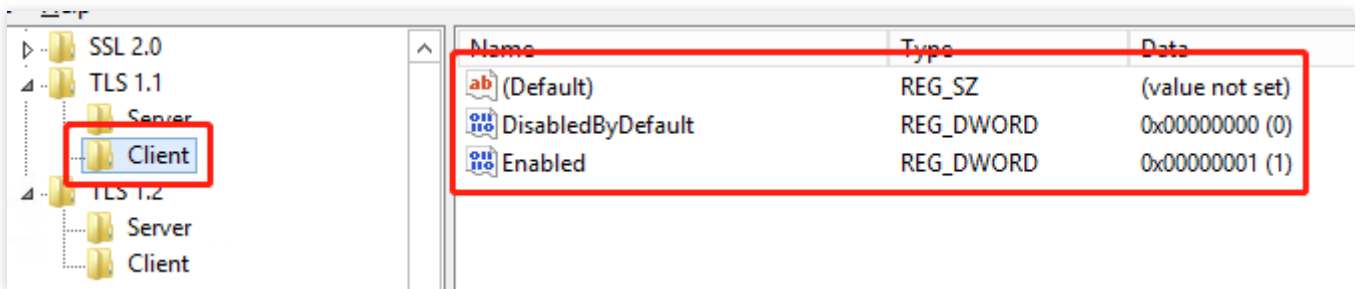 Help
SSL 2.0
TLS 1.1
Server
Client
TLS 1.2
Server
Client
Name Type Data
(Default) REG_SZ (value not set)
DisabledByDefault REG_DWORD 0x00000000 (0)
Enabled REG_DWORD 0x00000001 (1)